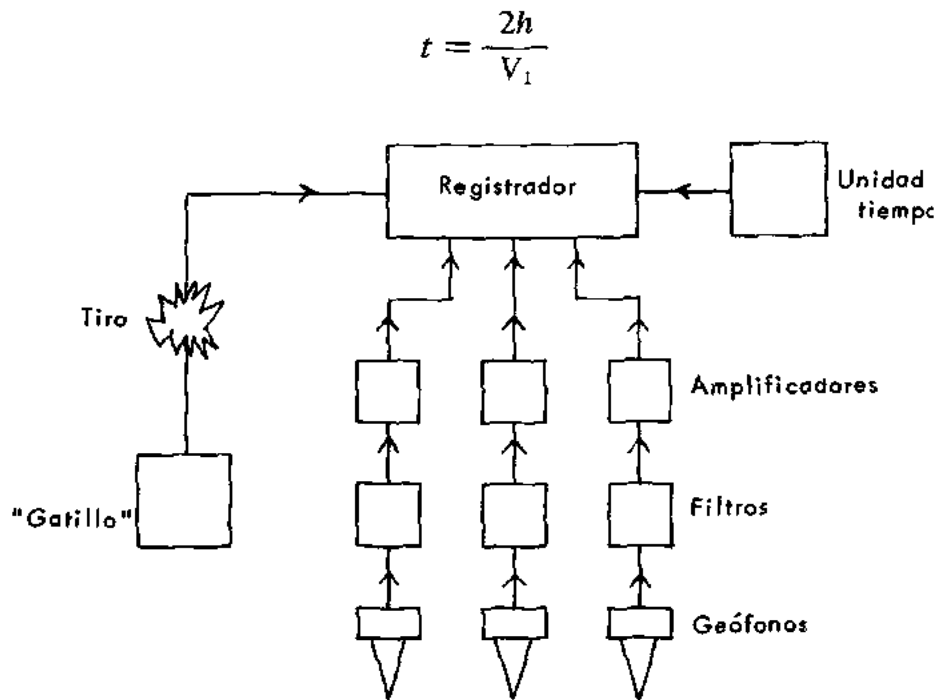 t = 2h / V₁
Registrador
Unidad
tiempo
Tiro
Amplificadores
"Gatillo"
Filtros
Geófonos